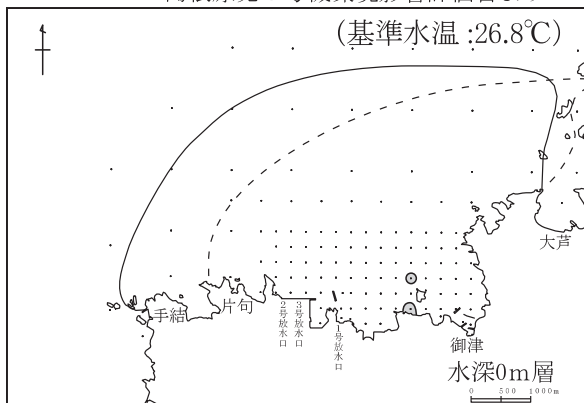 (基準水温:26.8℃)
大芦
手結
片句
2号放水口
3号放水口
1号放水口
御津
水深0m層
0 500 1000m